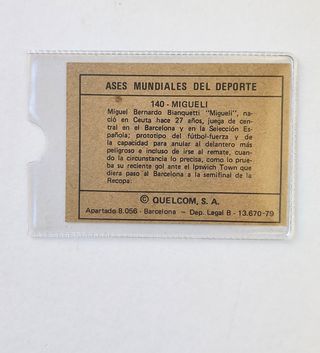 ASES MUNDIALES DEL DEPORTE
140 - MIGUELI
Miguel Bernardo Bianquetti "Migueli", na-
ció en Ceuta hace 27 años, juega de cen-
tral en el Barcelona y en la Selección Es-
pañola; prototipo del fútbol-fuerza y de
la capacidad para anular al delantero más
peligroso e incluso de irse al remate, cuan-
do la circunstancia lo precisa, como lo prue-
ba su reciente gol ante el Ipswich Town que
diera paso al Barcelona a la semifinal de la
Recopa.
© QUELCOM, S. A.
Apartado 8.056 - Barcelona – Dep. Legal B - 13.670-79